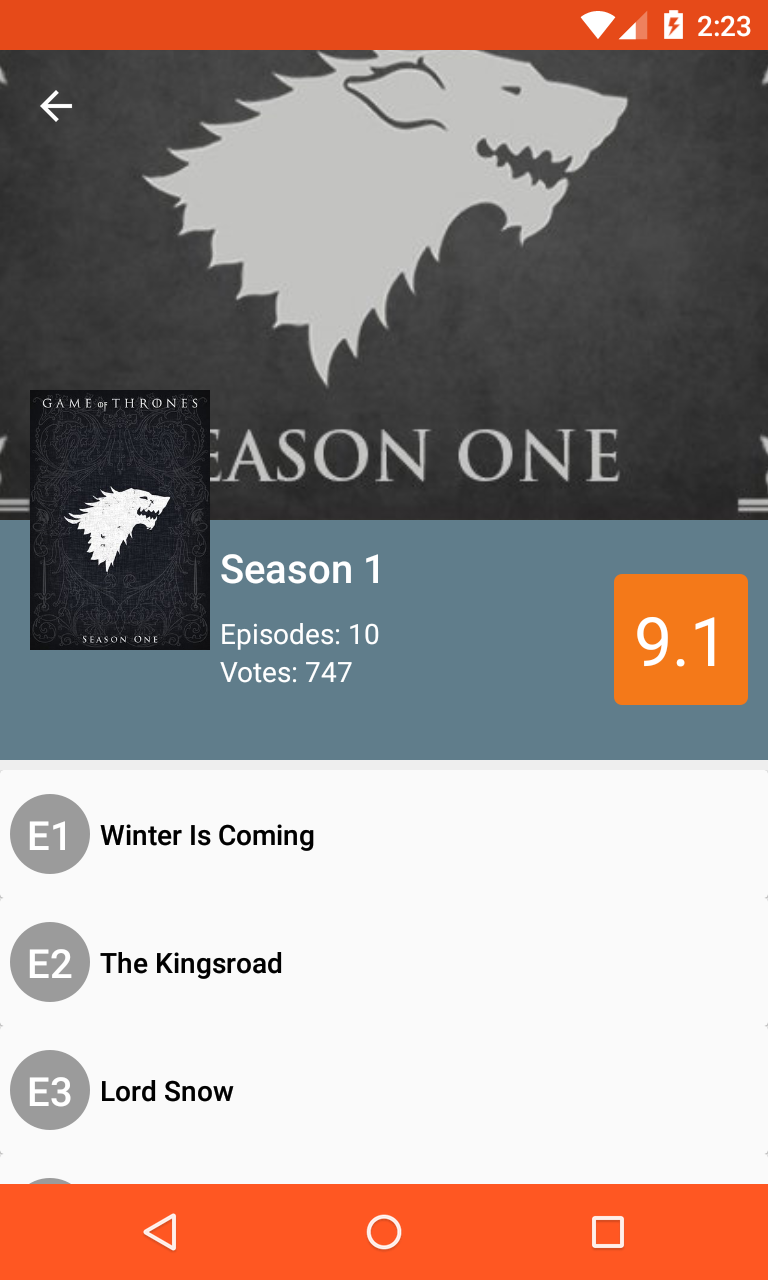 2:23
EASON ONE
GAME OF THRONES
SEASON ONE
Season 1
Episodes: 10
Votes: 747
9.1
E1 Winter Is Coming
E2 The Kingsroad
E3 Lord Snow